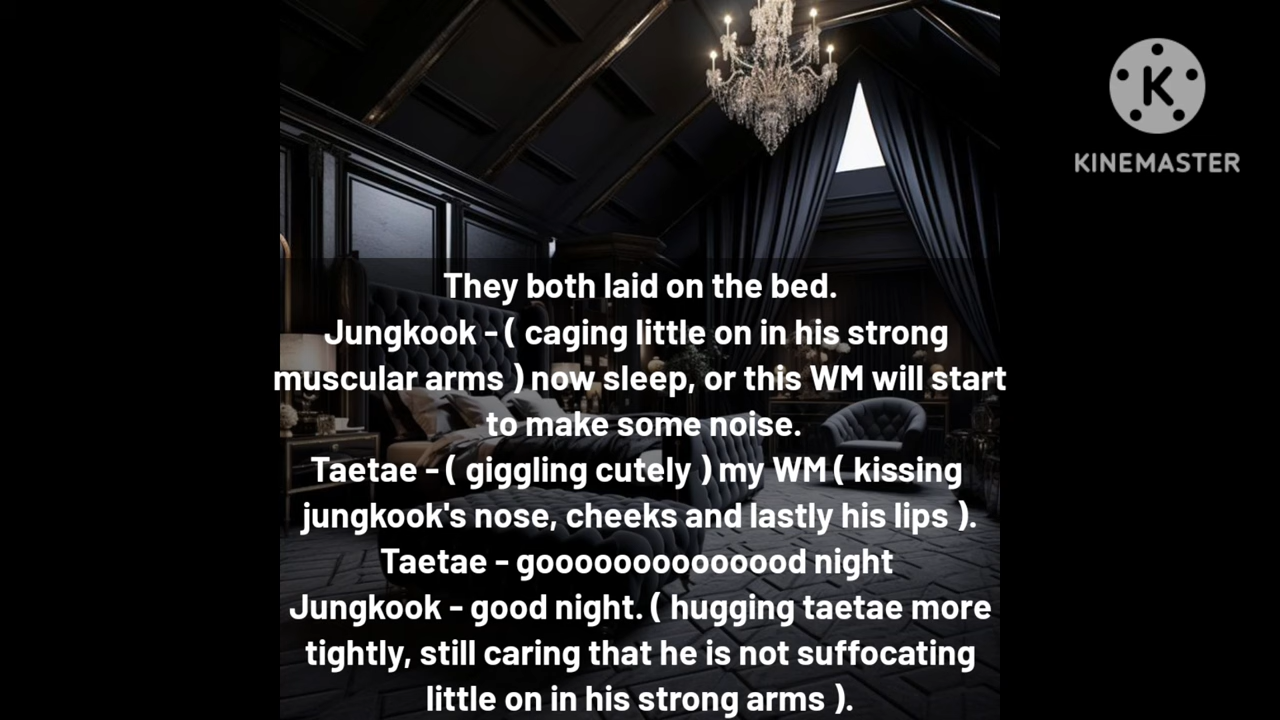 They both laid on the bed.
Jungkook - ( caging little on in his strong
muscular arms ) now sleep, or this WM will start
to make some noise.
Taetae - ( giggling cutely ) my WM ( kissing
jungkook's nose, cheeks and lastly his lips ).
Taetae - gooooooooooooood night
Jungkook - good night. ( hugging taetae more
tightly, still caring that he is not suffocating
little on in his strong arms ).
K
KINEMASTER